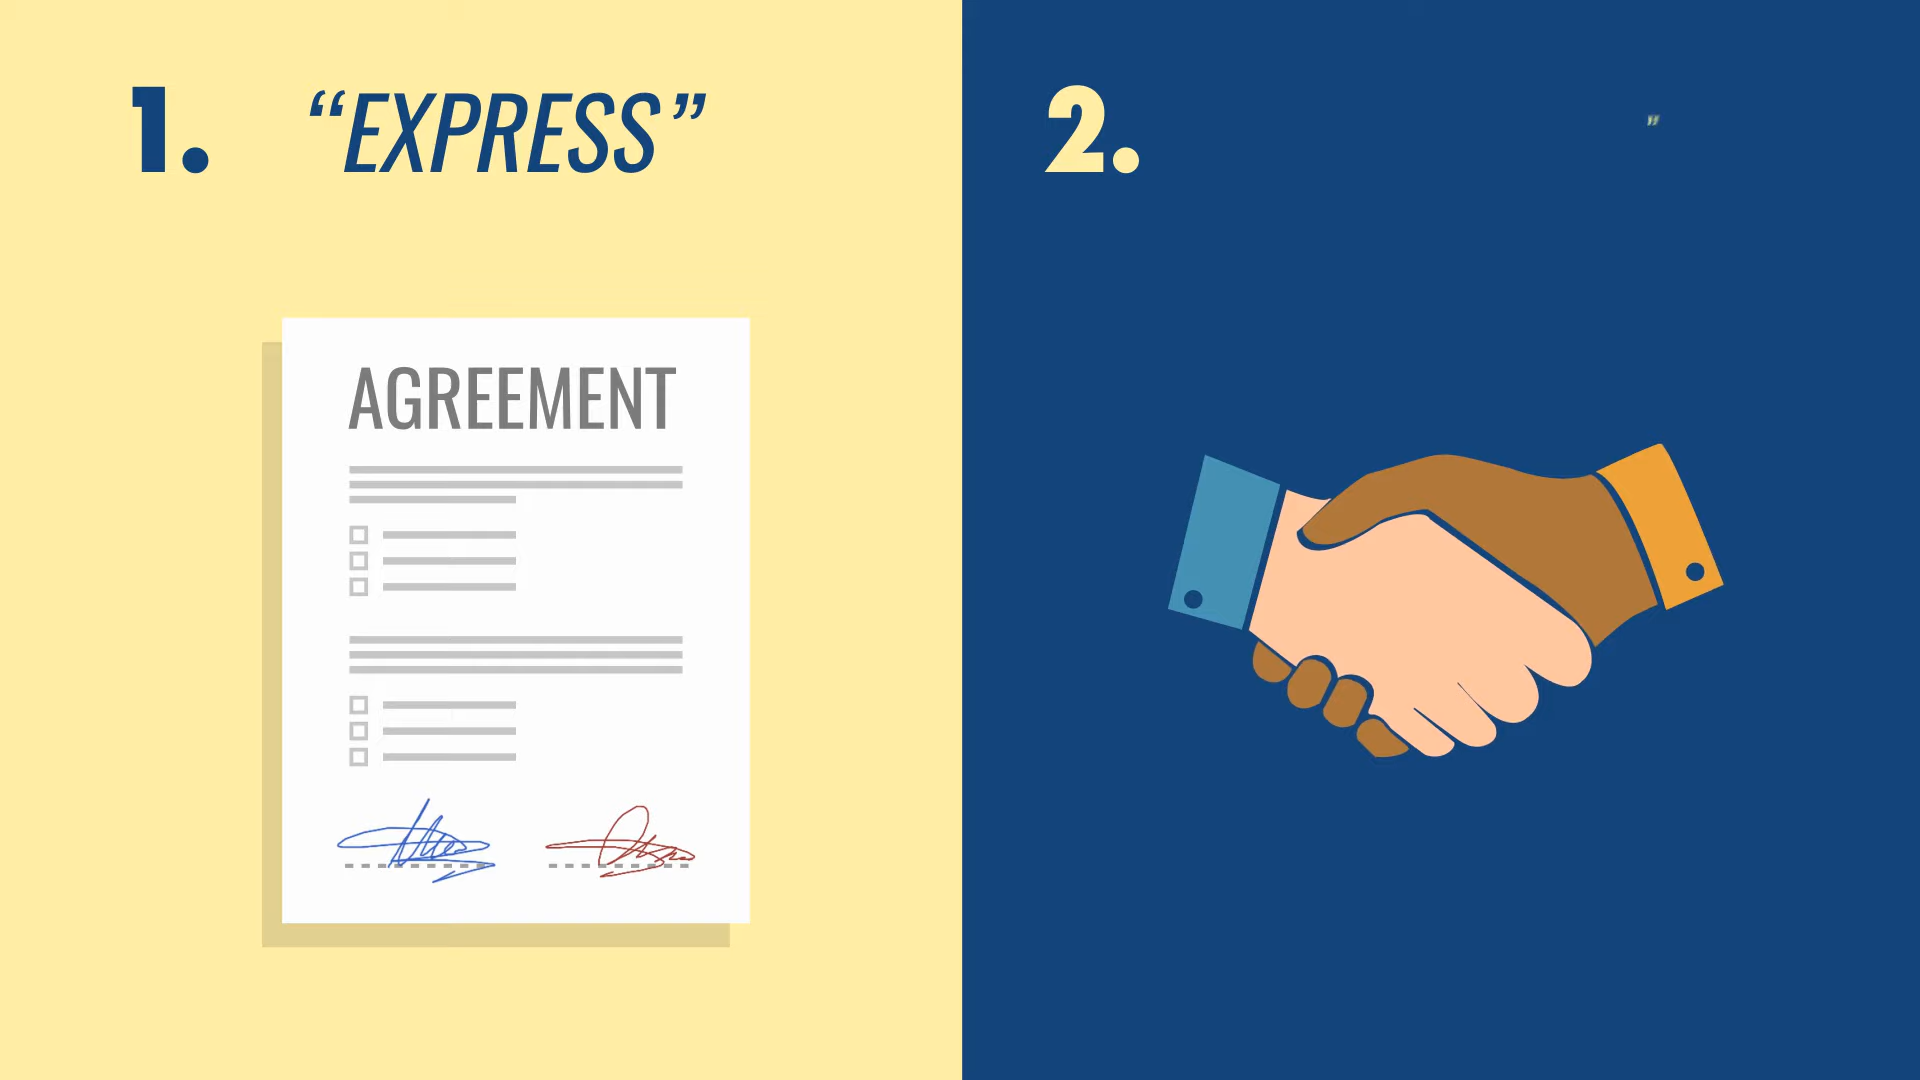 1. “EXPRESS”
AGREEMENT
2. ”